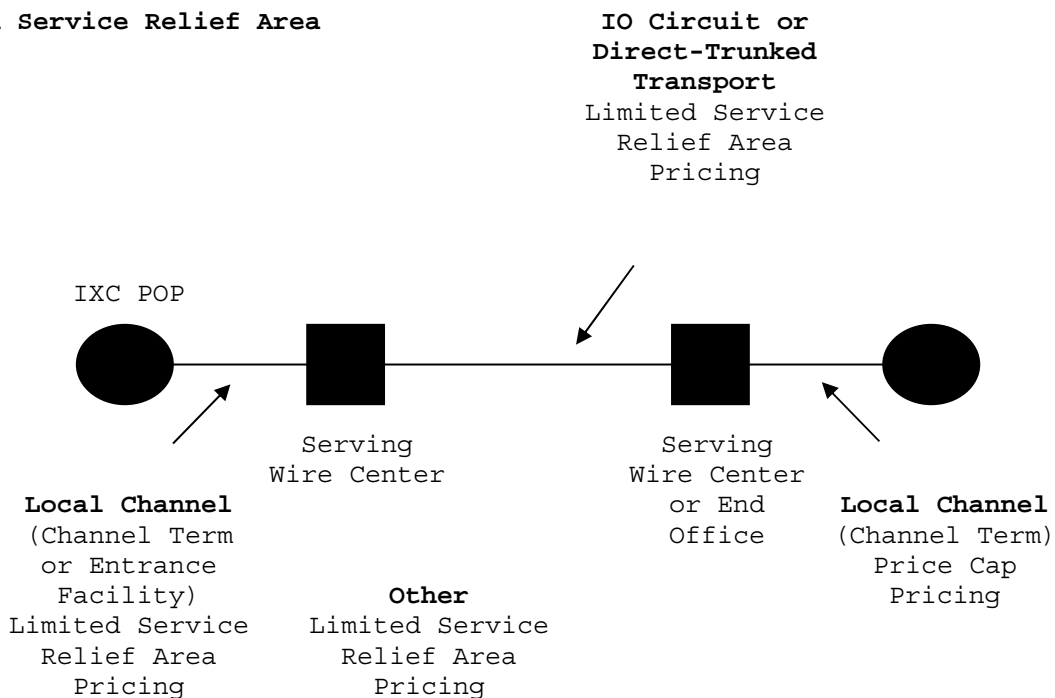 Service Relief Area
IO Circuit or
Direct-Trunked
Transport
Limited Service
Relief Area
Pricing
IXC POP
Serving
Wire Center
Serving
Wire Center
or End
Office
Local Channel
(Channel Term
or Entrance
Facility)
Limited Service
Relief Area
Pricing
Other
Limited Service
Relief Area
Pricing
Local Channel
(Channel Term)
Price Cap
Pricing